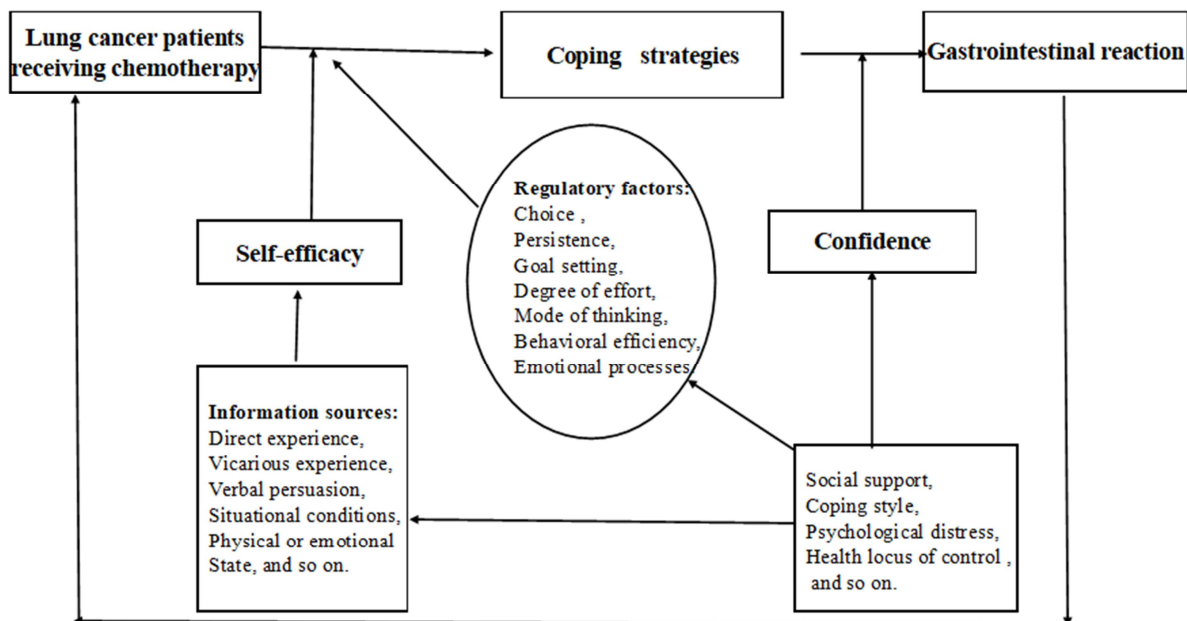 Lung cancer patients
receiving chemotherapy
Coping strategies
Gastrointestinal reaction
Regulatory factors:
Choice ,
Persistence,
Goal setting,
Degree of effort,
Mode of thinking,
Behavioral efficiency,
Emotional processes,
Self-efficacy
Confidence
Information sources:
Direct experience,
Vicarious experience,
Verbal persuasion,
Situational conditions,
Physical or emotional
State, and so on.
Social support,
Coping style,
Psychological distress,
Health locus of control ,
and so on.